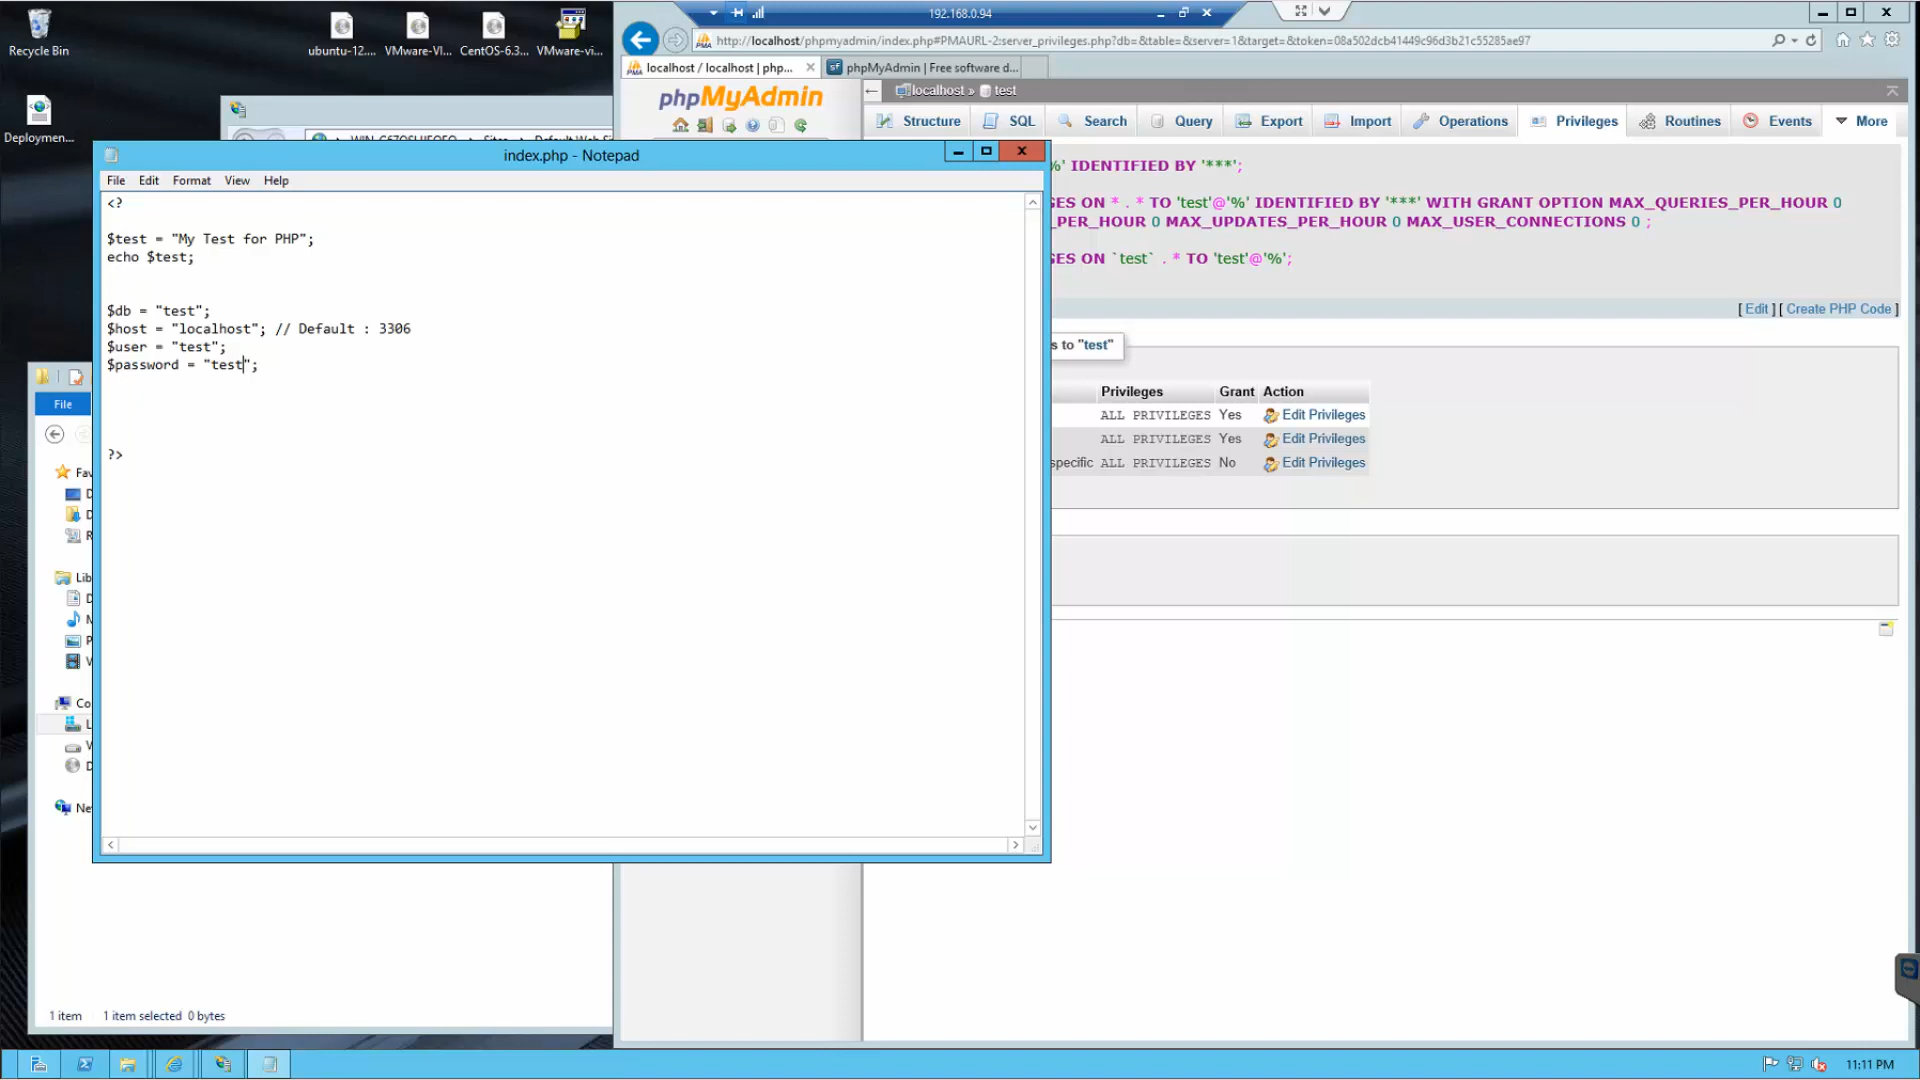 Recycle Bin
ubuntu-12....
VMware-VI...
CentOS-6.3...
VMware-vi...
Deploymen...
192.168.0.94
http://localhost/phpmyadmin/index.php#PMAURL-2:server_privileges.php?db=&table=&server=1&target=&token=08a502dcb41449c96d3b21c55285ae97
localhost / localhost | php...
phpMyAdmin | Free software d...
phpMyAdmin
localhost » test
Structure
SQL
Search
Query
Export
Import
Operations
Privileges
Routines
Events
More
%' IDENTIFIED BY '***';
GES ON * . * TO 'test'@'%' IDENTIFIED BY '***' WITH GRANT OPTION MAX_QUERIES_PER_HOUR 0
_PER_HOUR 0 MAX_UPDATES_PER_HOUR 0 MAX_USER_CONNECTIONS 0 ;
GES ON `test` . * TO 'test'@'%';
[ Edit ] [ Create PHP Code ]
s to "test"
Privileges Grant Action
ALL PRIVILEGES Yes Edit Privileges
ALL PRIVILEGES Yes Edit Privileges
specific ALL PRIVILEGES No Edit Privileges
index.php - Notepad
File Edit Format View Help
<?
$test = "My Test for PHP";
echo $test;
$db = "test";
$host = "localhost"; // Default : 3306
$user = "test";
$password = "test";
?>
File
Fav
D
D
R
Lib
D
M
P
V
Co
L
V
D
Ne
1 item 1 item selected 0 bytes
11:11 PM